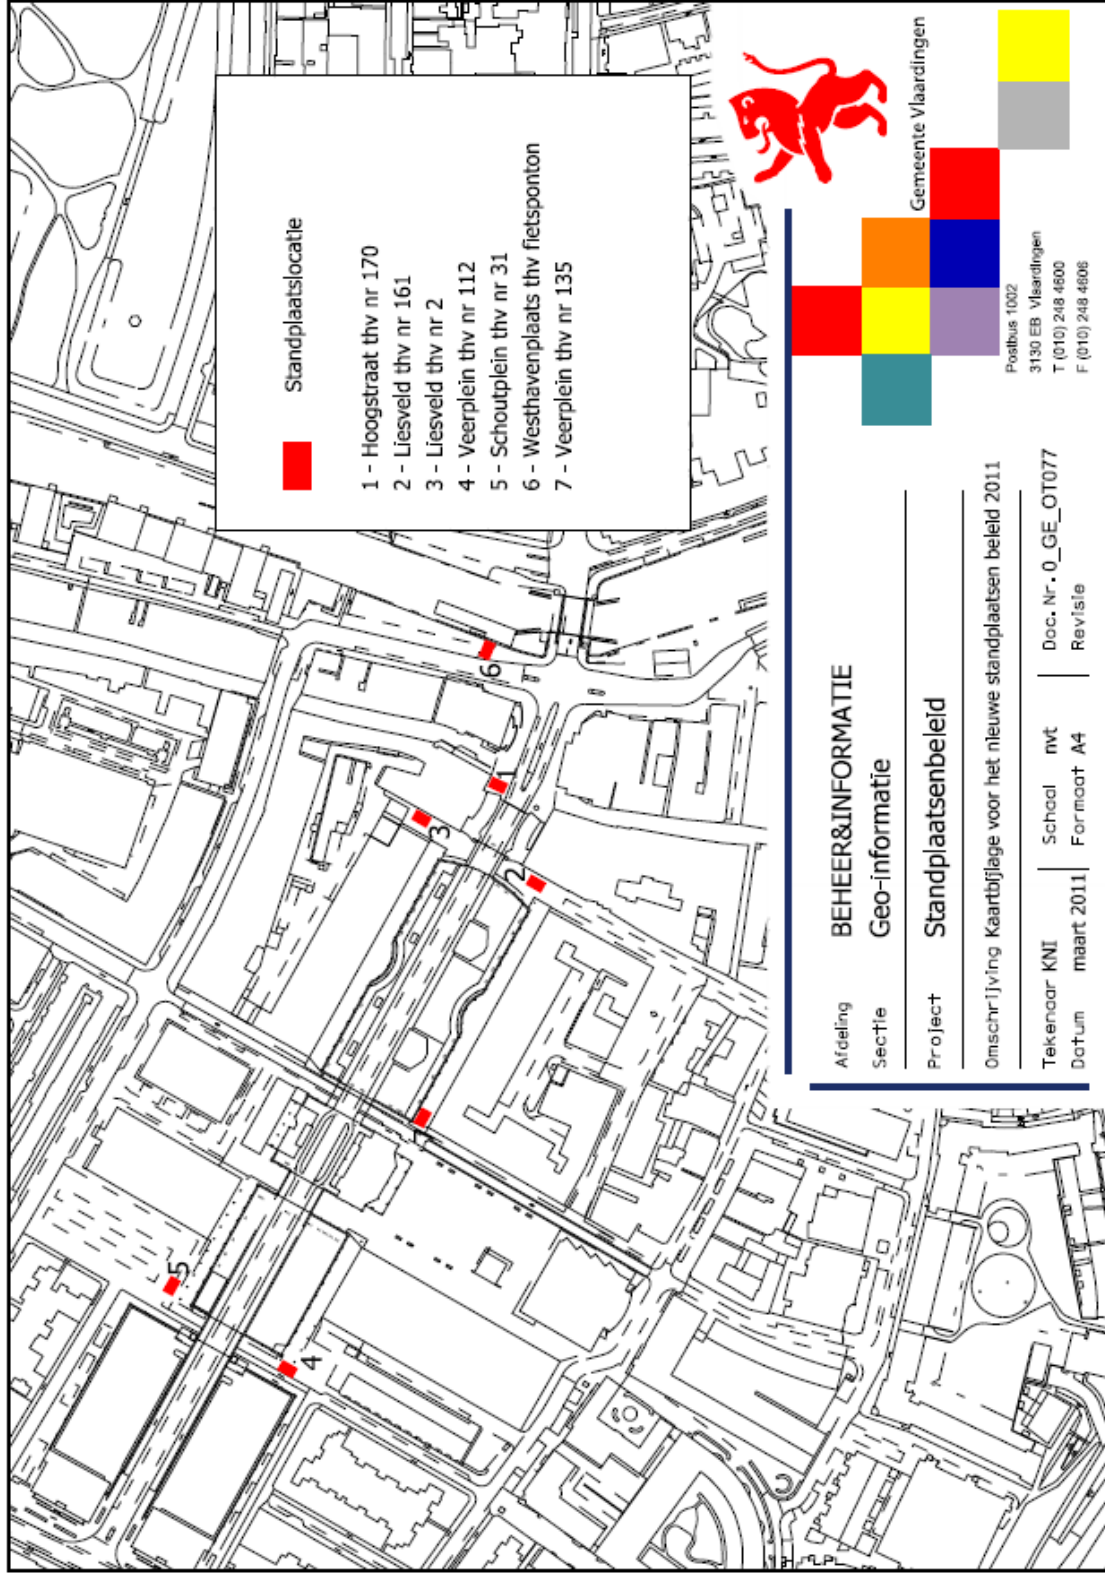 Standplaatslocatie
1 - Hoogstraat thv nr 170
2 - Liesveld thv nr 161
3 - Liesveld thv nr 2
4 - Veerplein thv nr 112
5 - Schoutplein thv nr 31
6 - Westhavenplaats thv fietsponton
7 - Veerplein thv nr 135
5
4
3
2
1
6
Gemeente Vlaardingen
Postbus 1002
3130 EB Vlaardingen
T (010) 248 4600
F (010) 248 4606
Afdeling BEHEER&INFORMATIE
Sectie Geo-informatie
Project Standplaatsenbeleid
Omschrijving Kaartbijlage voor het nieuwe standplaatsen beleid 2011
Tekenaar KNI Schaal nvt Doc. Nr. 0_GE_OT077
Datum maart 2011 Formaat A4 Revisie